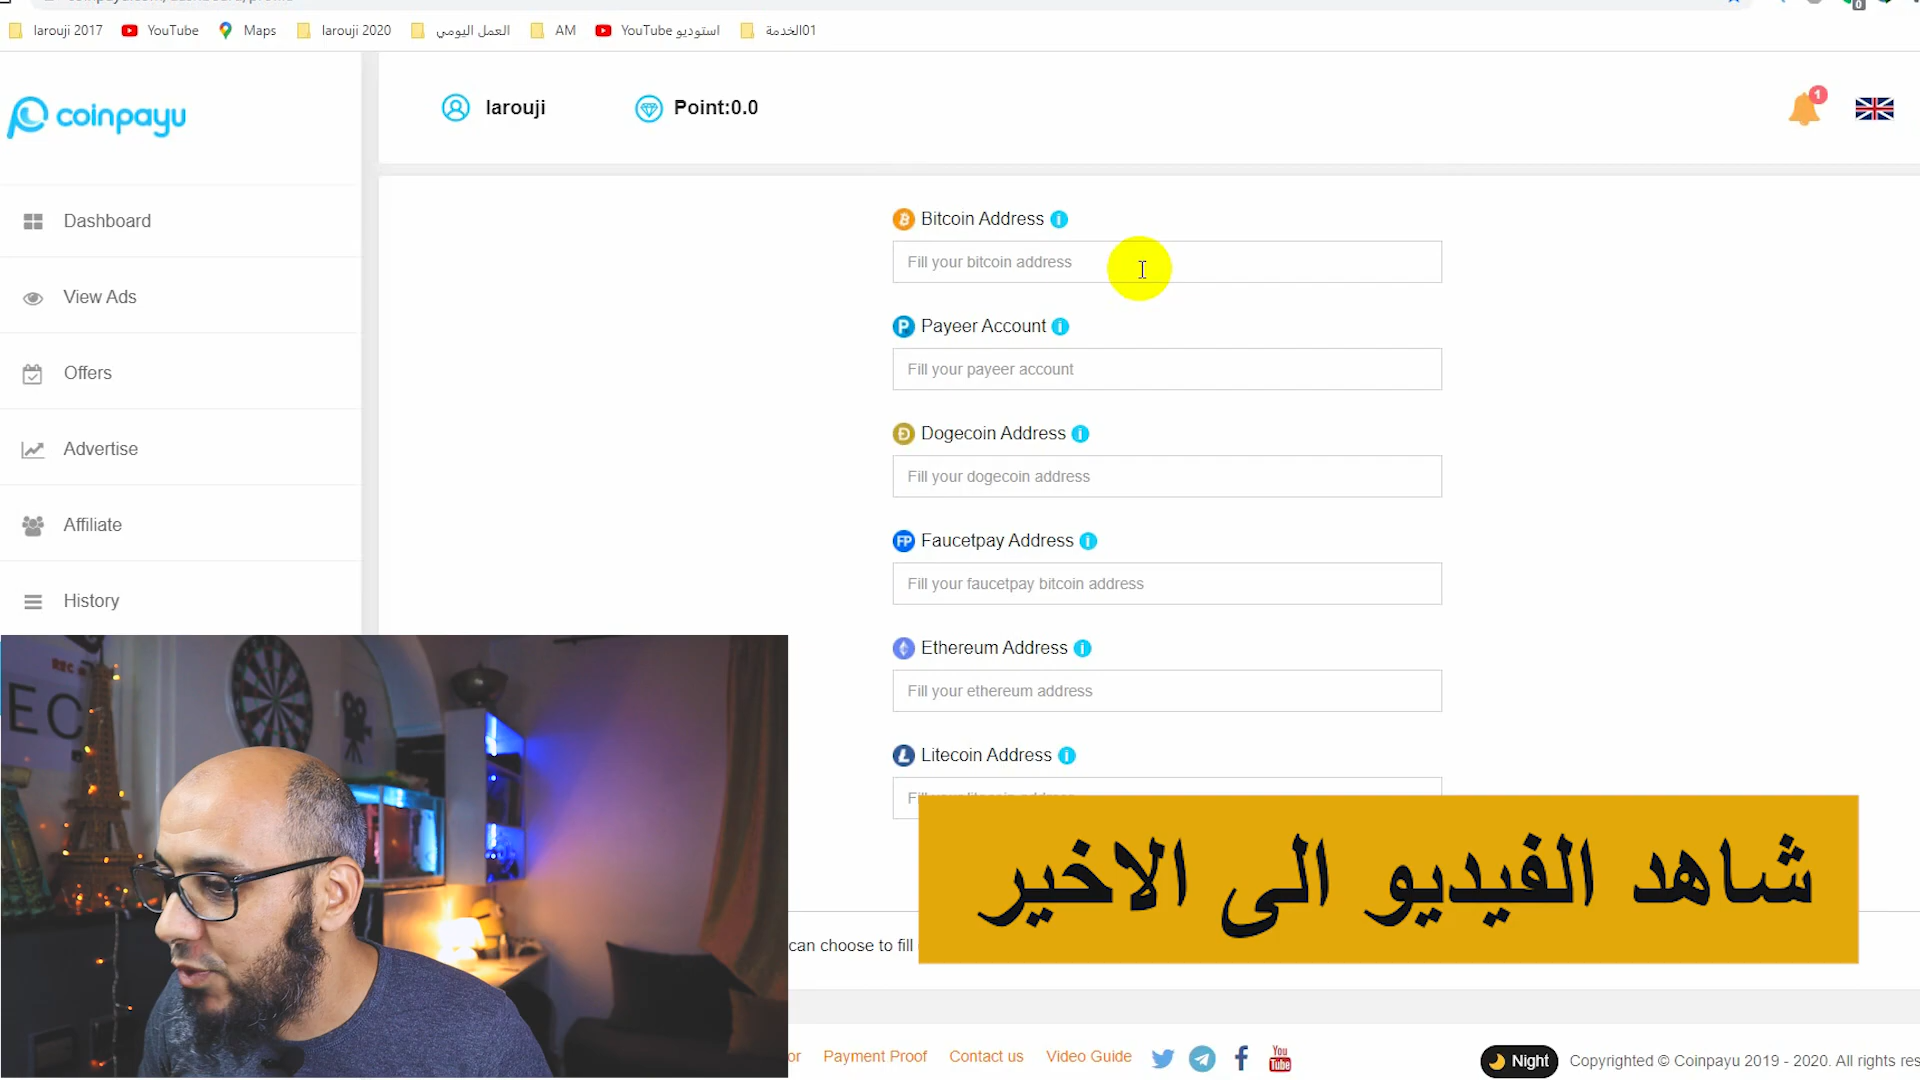 larouji 2017
YouTube
Maps
larouji 2020
العمل اليومي
AM
استوديو YouTube
الخدمة01
coinpayu
larouji
Point:0.0
1
Dashboard
View Ads
Offers
Advertise
Affiliate
History
Bitcoin Address
Fill your bitcoin address
Payeer Account
Fill your payeer account
Dogecoin Address
Fill your dogecoin address
Faucetpay Address
Fill your faucetpay bitcoin address
Ethereum Address
Fill your ethereum address
Litecoin Address
شاهد الفيديو الى الاخير
can choose to fill
Payment Proof
Contact us
Video Guide
You Tube
Night
Copyrighted © Coinpayu 2019 - 2020. All rights